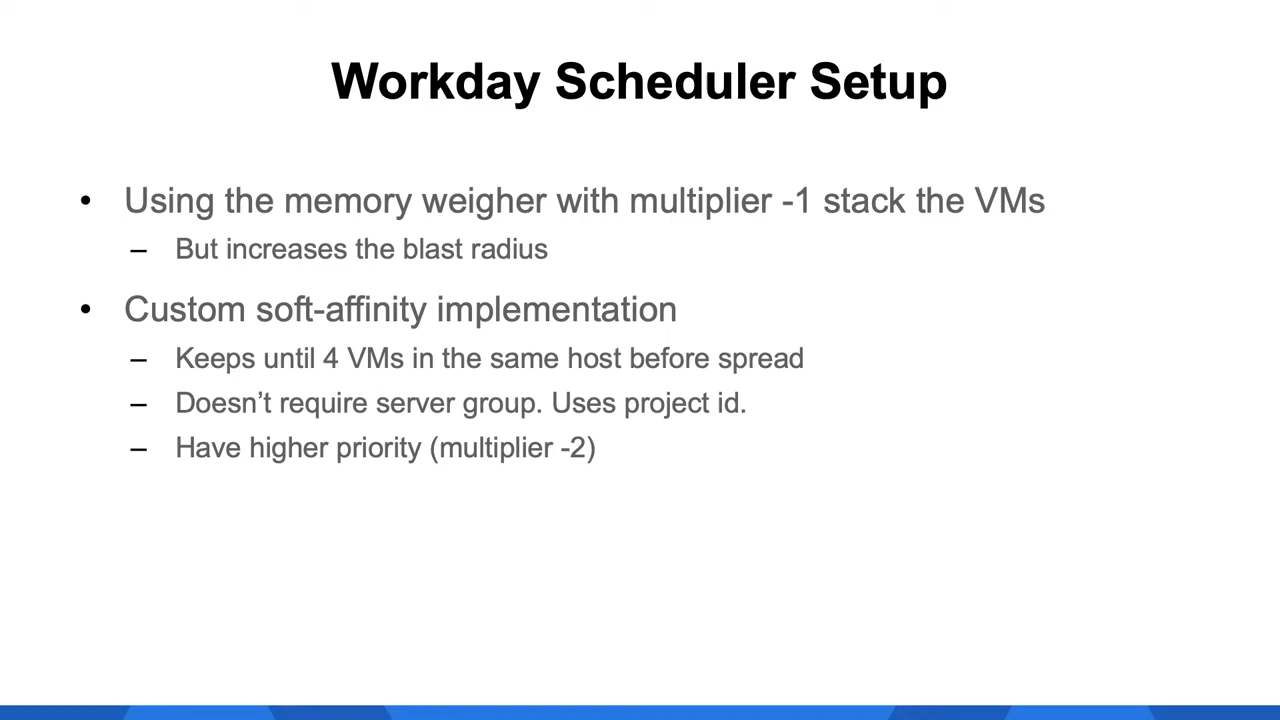 Workday Scheduler Setup
• Using the memory weigher with multiplier -1 stack the VMs
– But increases the blast radius
• Custom soft-affinity implementation
– Keeps until 4 VMs in the same host before spread
– Doesn’t require server group. Uses project id.
– Have higher priority (multiplier -2)